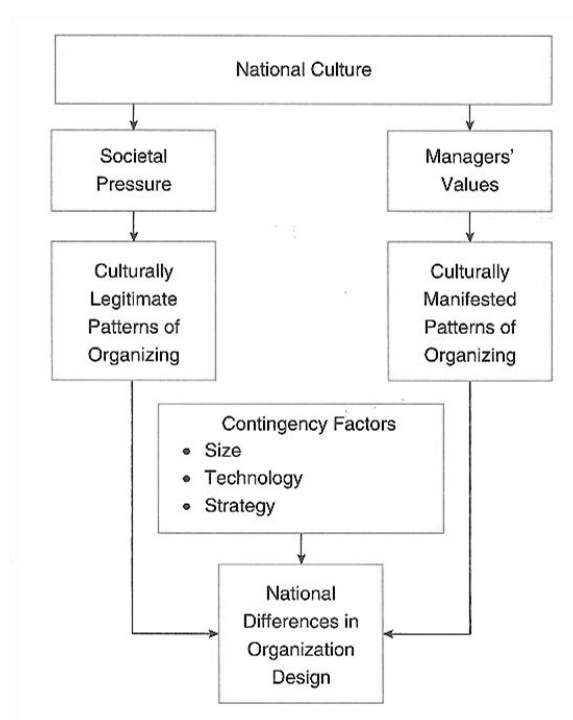 National Culture
Societal
Pressure
Managers’
Values
Culturally
Legitimate
Patterns of
Organizing
Culturally
Manifested
Patterns of
Organizing
Contingency Factors
• Size
• Technology
• Strategy
National
Differences in
Organization
Design